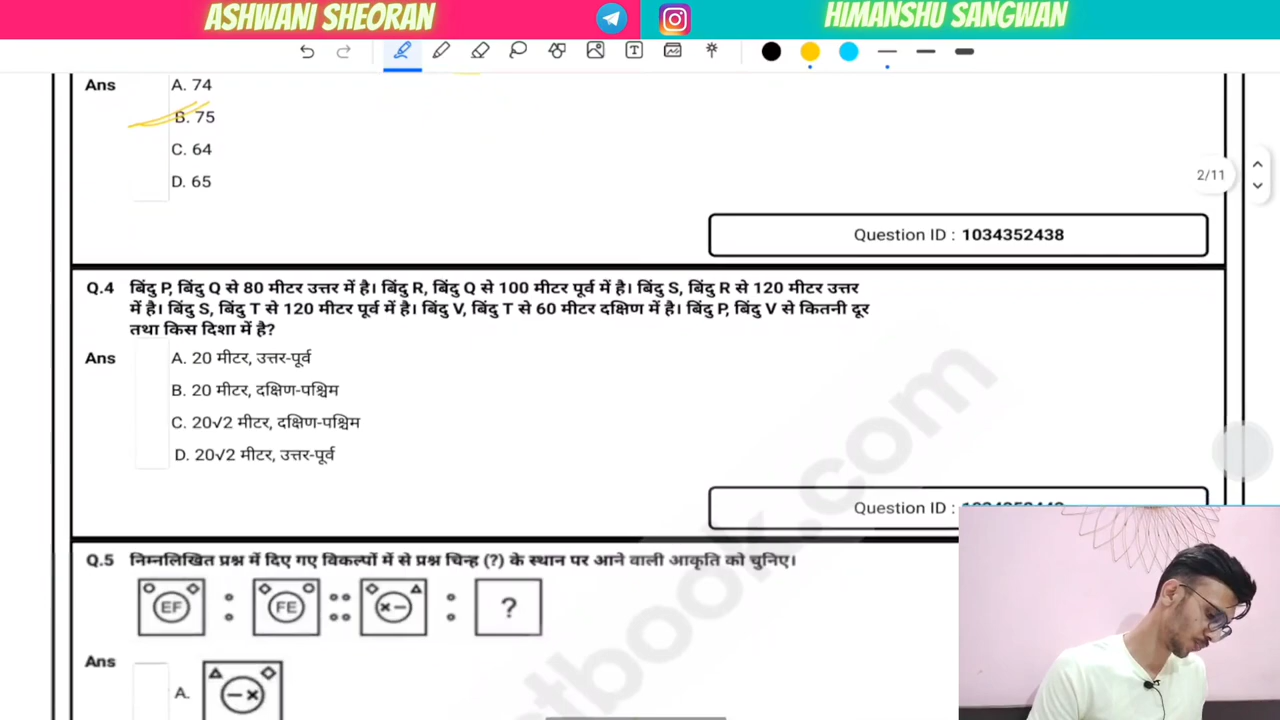 ASHWANI SHEORAN
HIMANSHU SANGWAN
Ans
A. 74
B. 75
C. 64
D. 65
2/11
Question ID : 1034352438
Q.4 बिंदु P, बिंदु Q से 80 मीटर उत्तर में है। बिंदु R, बिंदु Q से 100 मीटर पूर्व में है। बिंदु S, बिंदु R से 120 मीटर उत्तर
में है। बिंदु S, बिंदु T से 120 मीटर पूर्व में है। बिंदु V, बिंदु T से 60 मीटर दक्षिण में है। बिंदु P, बिंदु V से कितनी दूर
तथा किस दिशा में है?
Ans
A. 20 मीटर, उत्तर-पूर्व
B. 20 मीटर, दक्षिण-पश्चिम
C. 20√2 मीटर, दक्षिण-पश्चिम
D. 20√2 मीटर, उत्तर-पूर्व
Question ID :
Q.5 निम्नलिखित प्रश्न में दिए गए विकल्पों में से प्रश्न चिन्ह (?) के स्थान पर आने वाली आकृति को चुनिए।
EF : FE :: × − : ?
Ans
A. − ×
tbook.com